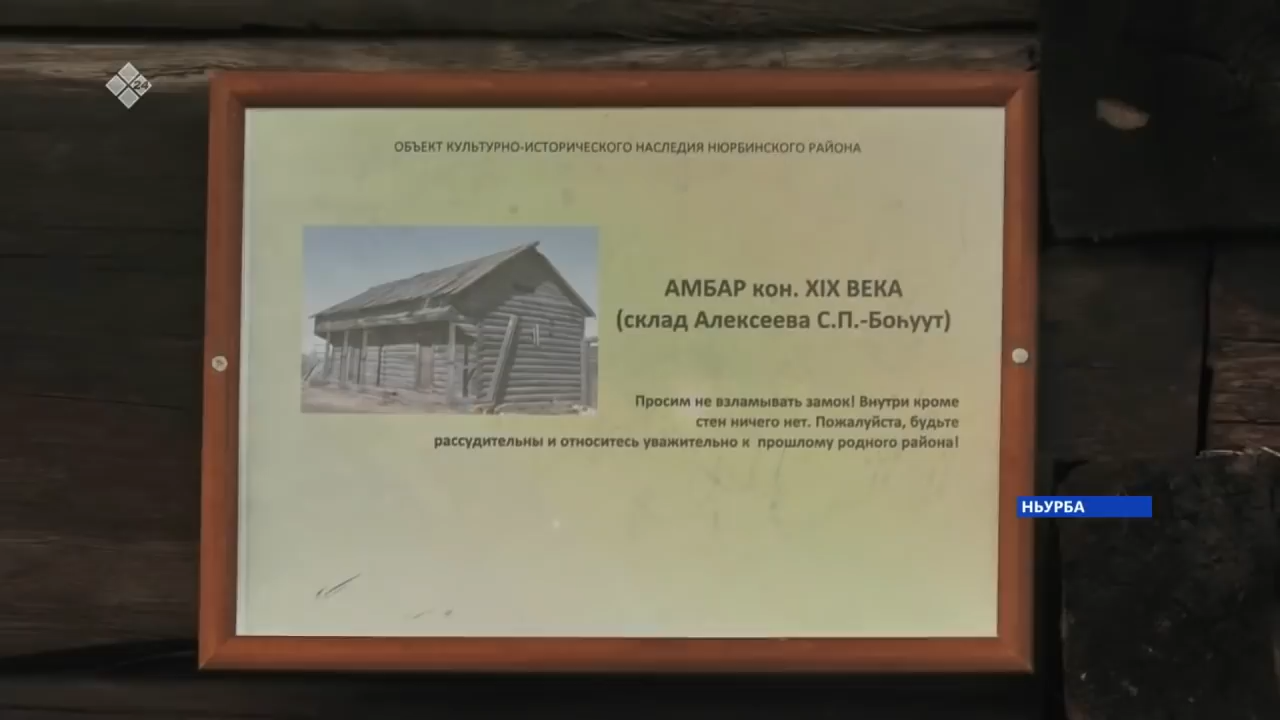 24
ОБЪЕКТ КУЛЬТУРНО-ИСТОРИЧЕСКОГО НАСЛЕДИЯ НЮРБИНСКОГО РАЙОНА
АМБАР кон. XIX ВЕКА
(склад Алексеева С.П.-Боһуут)
Просим не взламывать замок! Внутри кроме
стен ничего нет. Пожалуйста, будьте
рассудительны и относитесь уважительно к прошлому родного района!
НЬУРБА